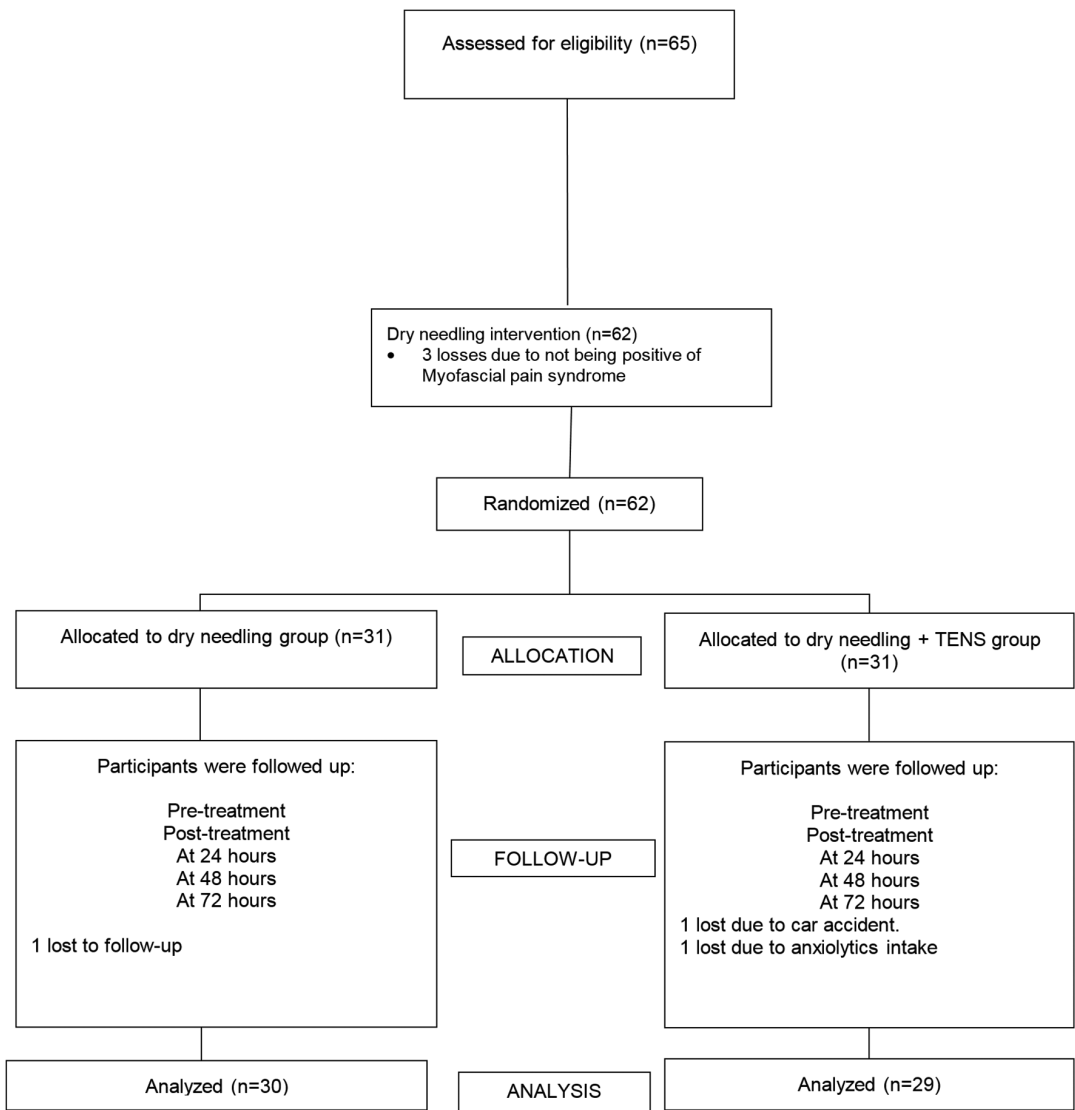 Assessed for eligibility (n=65)
Dry needling intervention (n=62)
• 3 losses due to not being positive of
Myofascial pain syndrome
Randomized (n=62)
Allocated to dry needling group (n=31)
ALLOCATION
Allocated to dry needling + TENS group
(n=31)
Participants were followed up:
Pre-treatment
Post-treatment
At 24 hours
At 48 hours
At 72 hours
1 lost to follow-up
FOLLOW-UP
Participants were followed up:
Pre-treatment
Post-treatment
At 24 hours
At 48 hours
At 72 hours
1 lost due to car accident.
1 lost due to anxiolytics intake
Analyzed (n=30)
ANALYSIS
Analyzed (n=29)